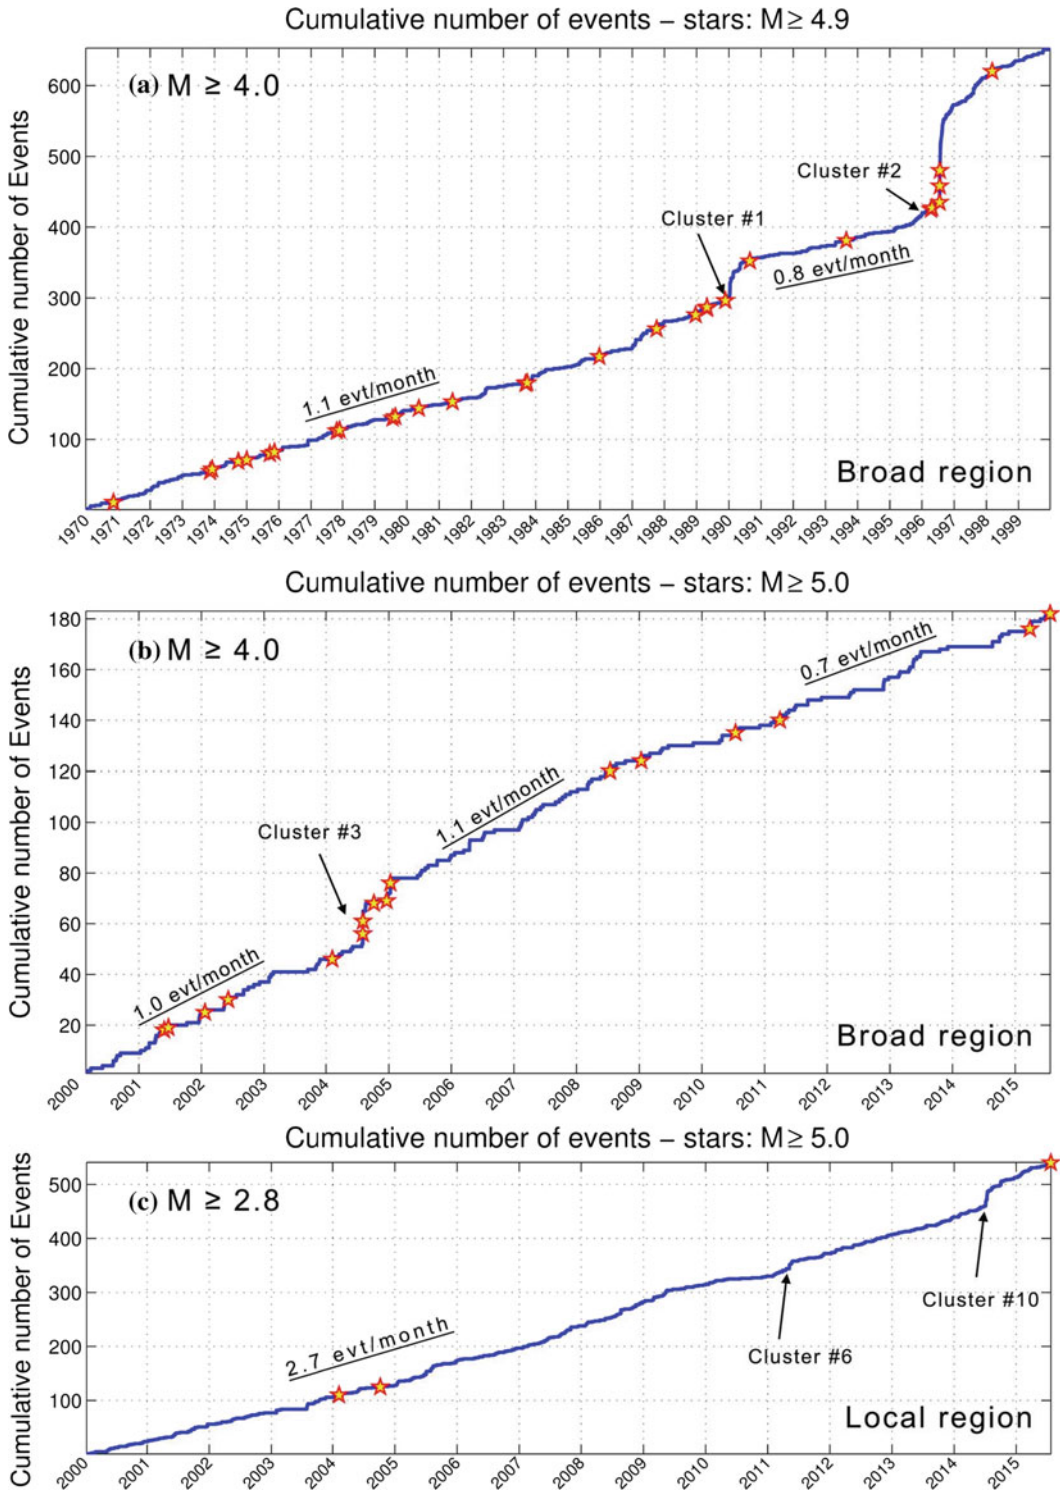 Cumulative number of events – stars: M ≥ 4.9
(a) M ≥ 4.0
Cumulative number of Events
600
500
400
300
200
100
Cluster #2
Cluster #1
0.8 evt/month
1.1 evt/month
Broad region
1970 1971 1972 1973 1974 1975 1976 1977 1978 1979 1980 1981 1982 1983 1984 1985 1986 1987 1988 1989 1990 1991 1992 1993 1994 1995 1996 1997 1998 1999
Cumulative number of events – stars: M ≥ 5.0
(b) M ≥ 4.0
Cumulative number of Events
180
160
140
120
100
80
60
40
20
0.7 evt/month
1.1 evt/month
Cluster #3
1.0 evt/month
Broad region
2000 2001 2002 2003 2004 2005 2006 2007 2008 2009 2010 2011 2012 2013 2014 2015
Cumulative number of events – stars: M ≥ 5.0
(c) M ≥ 2.8
Cumulative number of Events
500
400
300
200
100
Cluster #10
Cluster #6
2.7 evt/month
Local region
2000 2001 2002 2003 2004 2005 2006 2007 2008 2009 2010 2011 2012 2013 2014 2015